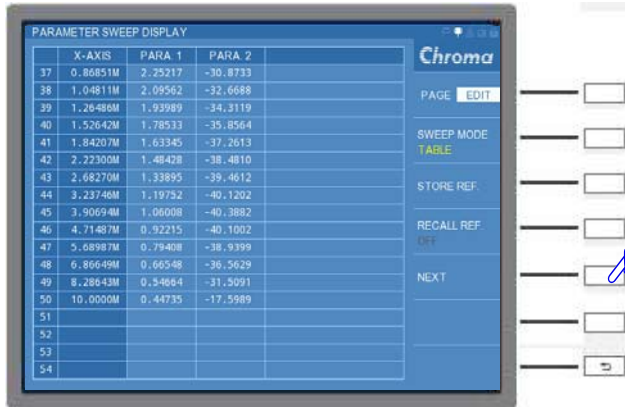 PARAMETER SWEEP DISPLAY
Chroma
X-AXIS PARA. 1 PARA. 2
37 0.86851M 2.25217 -30.8733
38 1.04811M 2.09562 -32.6688
39 1.26486M 1.93989 -34.3119
40 1.52642M 1.78533 -35.8564
41 1.84207M 1.63345 -37.2613
42 2.22300M 1.48428 -38.4810
43 2.68270M 1.33895 -39.4612
44 3.23746M 1.19752 -40.1202
45 3.90694M 1.06008 -40.3882
46 4.71487M 0.92215 -40.1002
47 5.68987M 0.79408 -38.9399
48 6.86649M 0.66548 -36.5629
49 8.28643M 0.54664 -31.5091
50 10.0000M 0.44735 -17.5989
51
52
53
54
PAGE EDIT
SWEEP MODE
TABLE
STORE REF.
RECALL REF.
OFF
NEXT